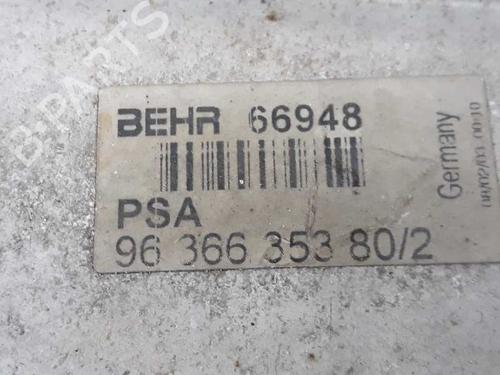 BEHR 66948
PSA
96 366 353 80/2
Germany
B-PARTS